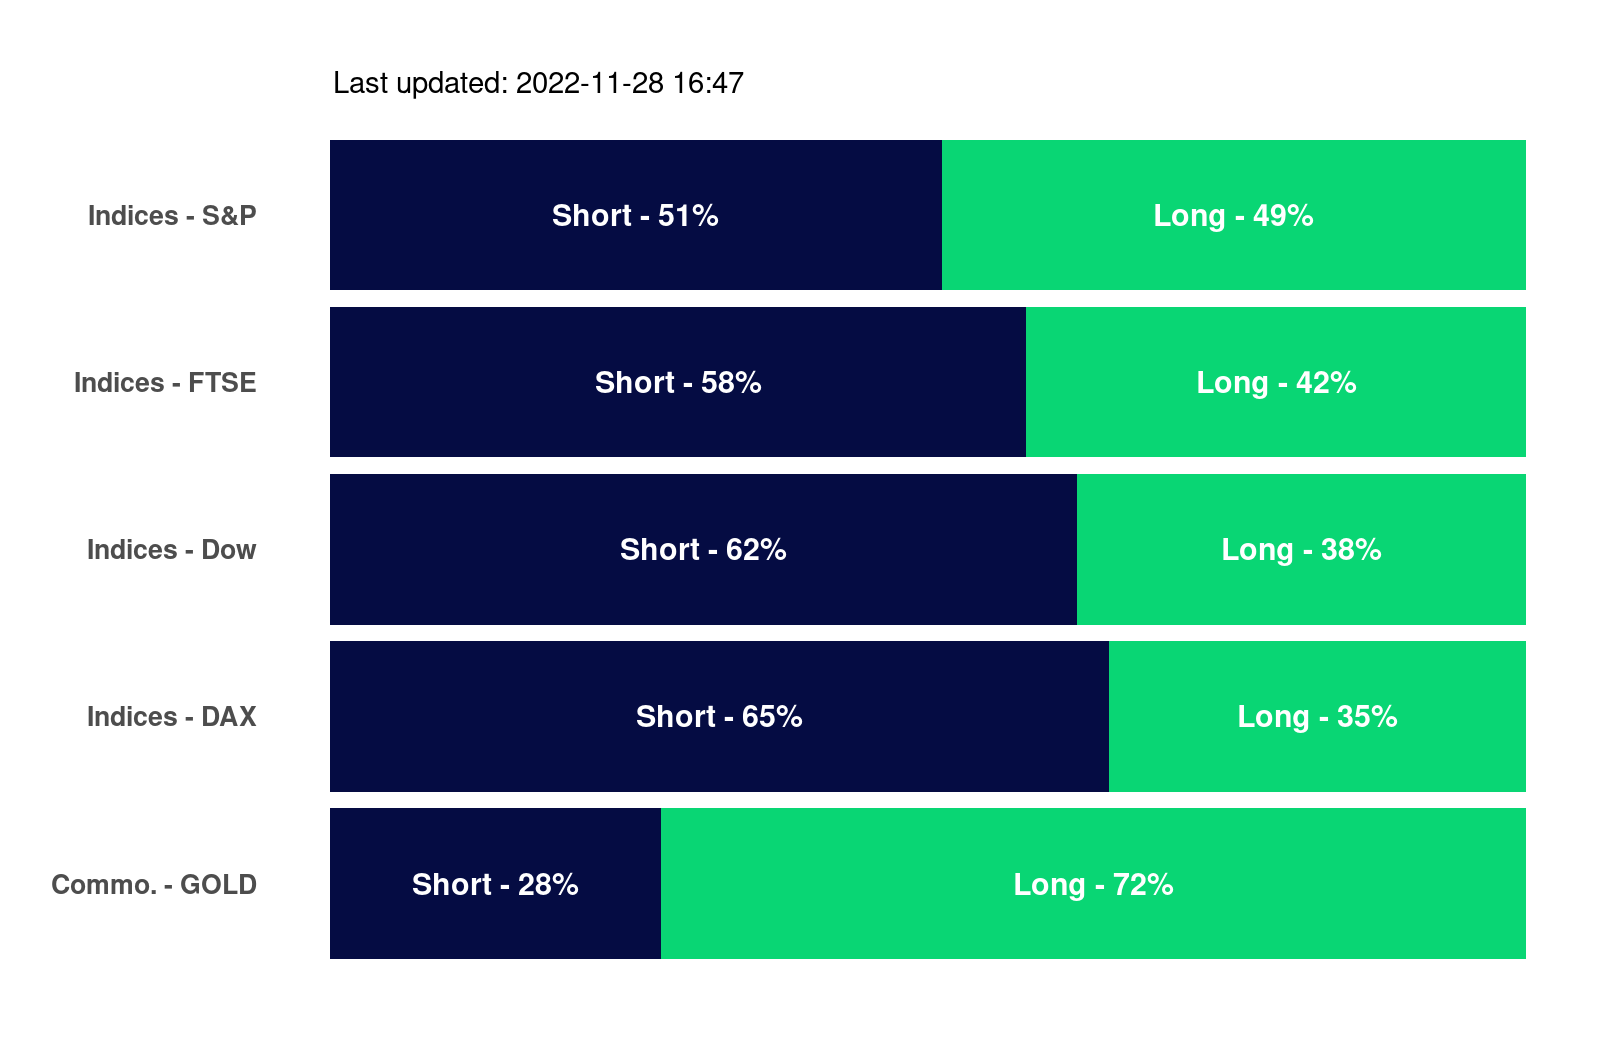 Last updated: 2022-11-28 16:47
Indices - S&P Short - 51% Long - 49%
Indices - FTSE Short - 58% Long - 42%
Indices - Dow Short - 62% Long - 38%
Indices - DAX Short - 65% Long - 35%
Commo. - GOLD Short - 28% Long - 72%